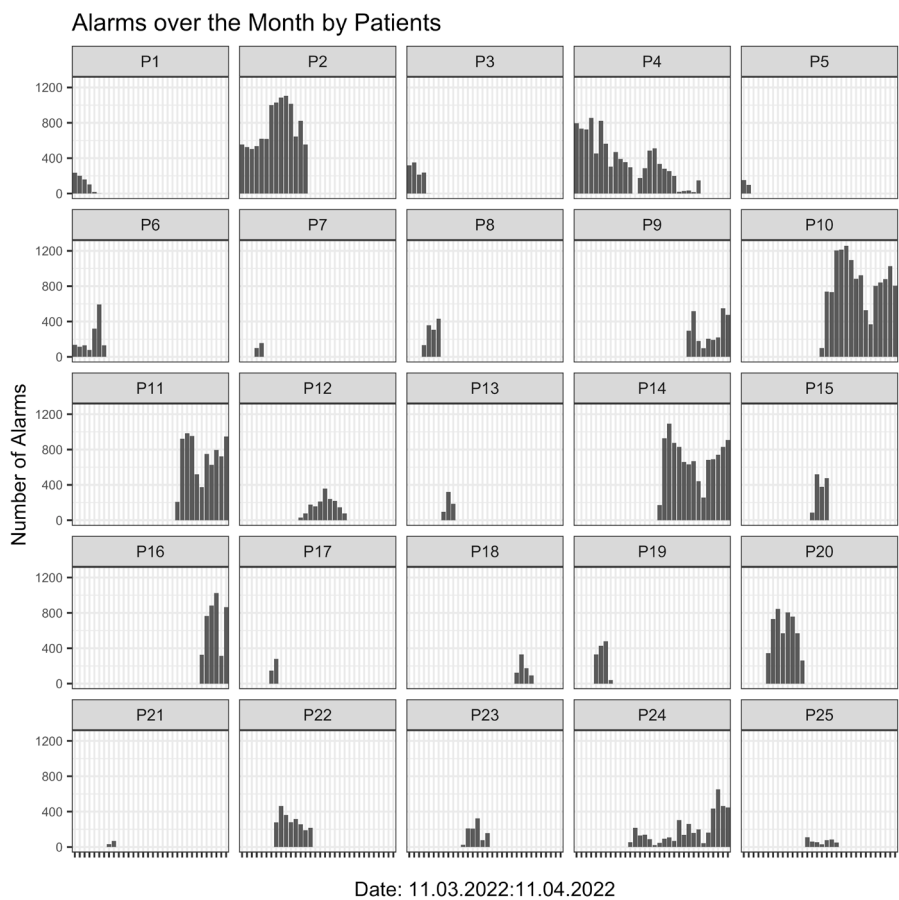 Alarms over the Month by Patients
P1 P2 P3 P4 P5
1200
800
400
0
P6 P7 P8 P9 P10
1200
800
400
0
P11 P12 P13 P14 P15
1200
800
400
0
P16 P17 P18 P19 P20
1200
800
400
0
P21 P22 P23 P24 P25
1200
800
400
0
Number of Alarms
Date: 11.03.2022:11.04.2022